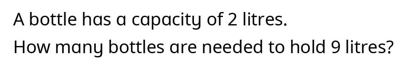 A bottle has a capacity of 2 litres.
How many bottles are needed to hold 9 litres?